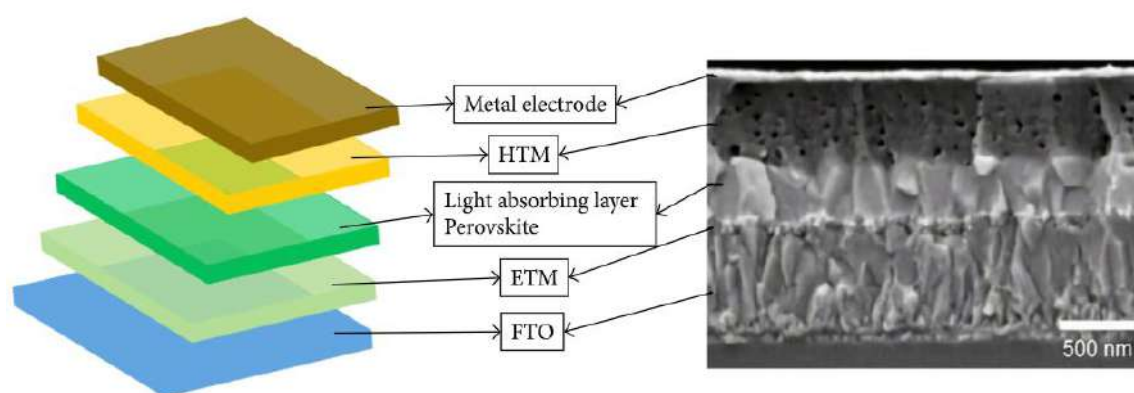 Metal electrode
HTM
Light absorbing layer
Perovskite
ETM
FTO
500 nm